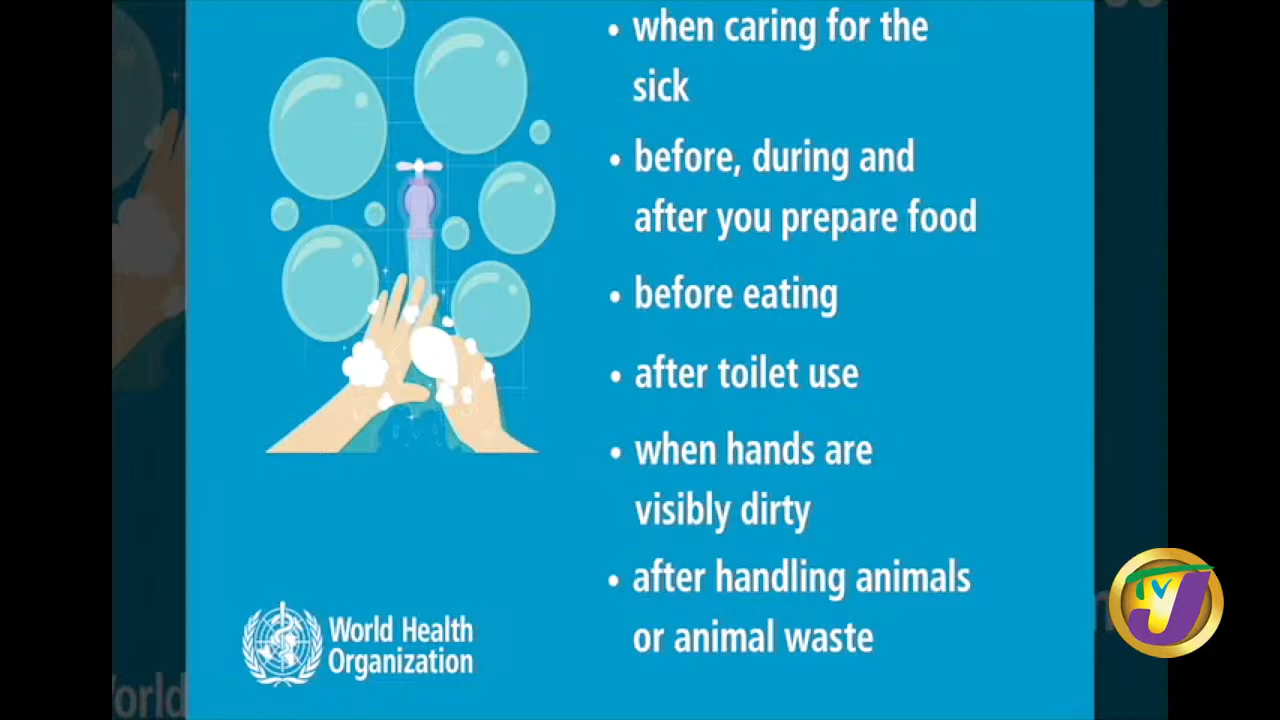 • when caring for the
sick
• before, during and
after you prepare food
• before eating
• after toilet use
• when hands are
visibly dirty
• after handling animals
or animal waste
World Health
Organization
TVJ